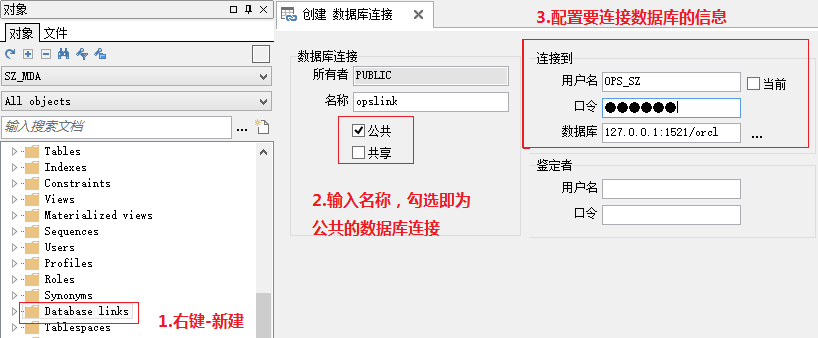 对象
对象 文件
SZ_MDA
All objects
输入搜索文档 ...
Tables
Indexes
Constraints
Views
Materialized views
Sequences
Users
Profiles
Roles
Synonyms
Database links
Tablespaces
1.右键-新建
创建 数据库连接
数据库连接
所有者 PUBLIC
名称 opslink
公共
共享
2.输入名称，勾选即为
公共的数据库连接
3.配置要连接数据库的信息
连接到
用户名 OPS_SZ 当前
口令 ●●●●●●
数据库 127.0.0.1:1521/orcl ...
鉴定者
用户名
口令